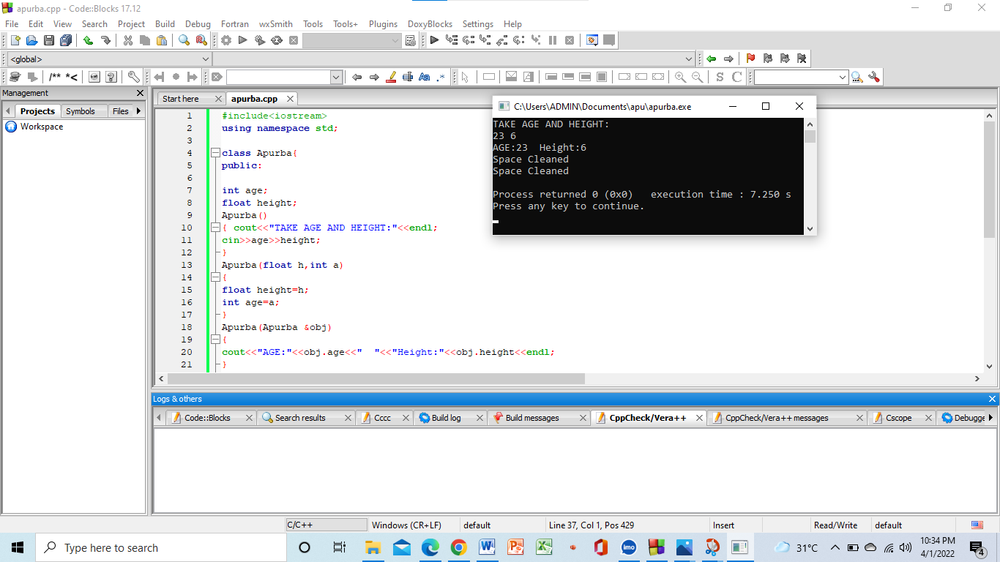 apurba.cpp - Code::Blocks 17.12
File Edit View Search Project Build Debug Fortran wxSmith Tools Tools+ Plugins DoxyBlocks Settings Help
<global>
/** *<
Aa .*
S C
Management
Projects Symbols Files
Workspace
Start here apurba.cpp
1 #include<iostream>
2 using namespace std;
3
4 class Apurba{
5 public:
6
7 int age;
8 float height;
9 Apurba()
10 { cout<<"TAKE AGE AND HEIGHT:"<<endl;
11 cin>>age>>height;
12 }
13 Apurba(float h,int a)
14 {
15 float height=h;
16 int age=a;
17 }
18 Apurba(Apurba &obj)
19 {
20 cout<<"AGE:"<<obj.age<<"  "<<"Height:"<<obj.height<<endl;
21 }
C:\Users\ADMIN\Documents\apu\apurba.exe
TAKE AGE AND HEIGHT:
23 6
AGE:23  Height:6
Space Cleaned
Space Cleaned
Process returned 0 (0x0)   execution time : 7.250 s
Press any key to continue.
Logs & others
Code::Blocks Search results Cccc Build log Build messages CppCheck/Vera++ CppCheck/Vera++ messages Cscope Debugge
C/C++ Windows (CR+LF) default Line 37, Col 1, Pos 429 Insert Read/Write default
Type here to search
imo
31°C
10:34 PM
4/1/2022
4